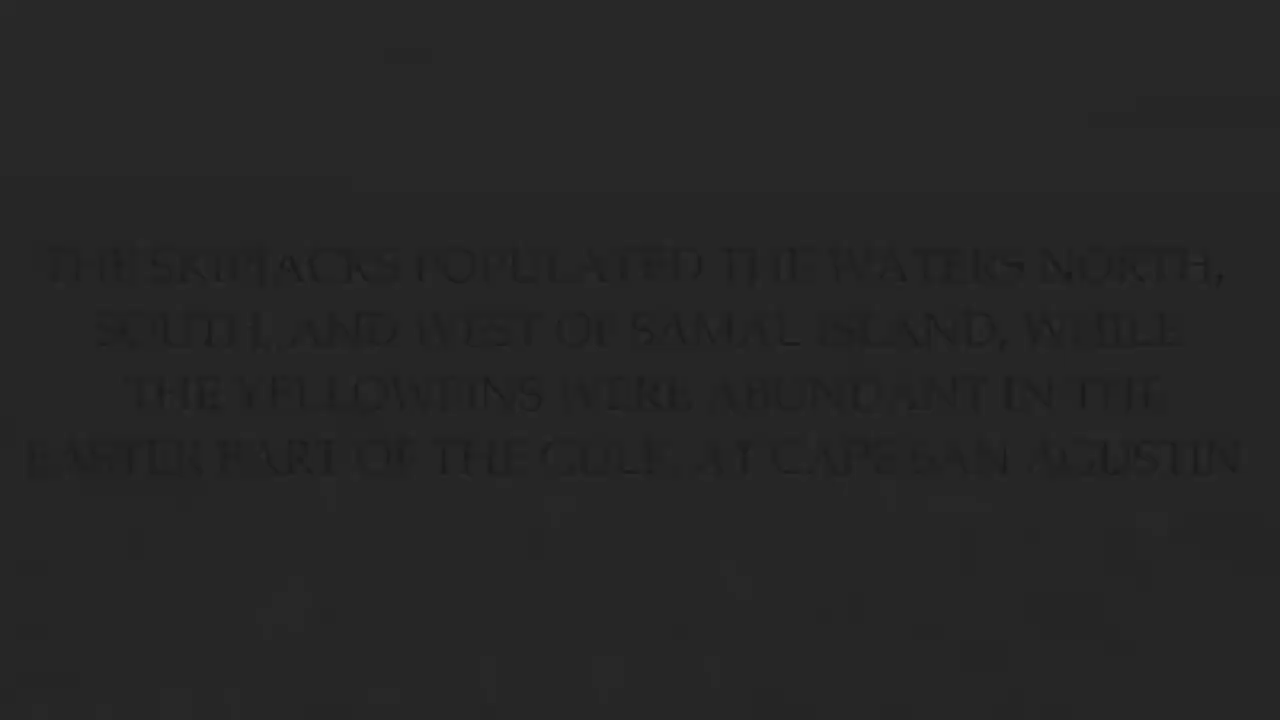 THE SKIPJACKS POPULATED THE WATERS NORTH,
SOUTH, AND WEST OF SAMAL ISLAND, WHILE
THE YELLOWFINS WERE ABUNDANT IN THE
EASTER PART OF THE GULF, AT CAPE SAN AGUSTIN